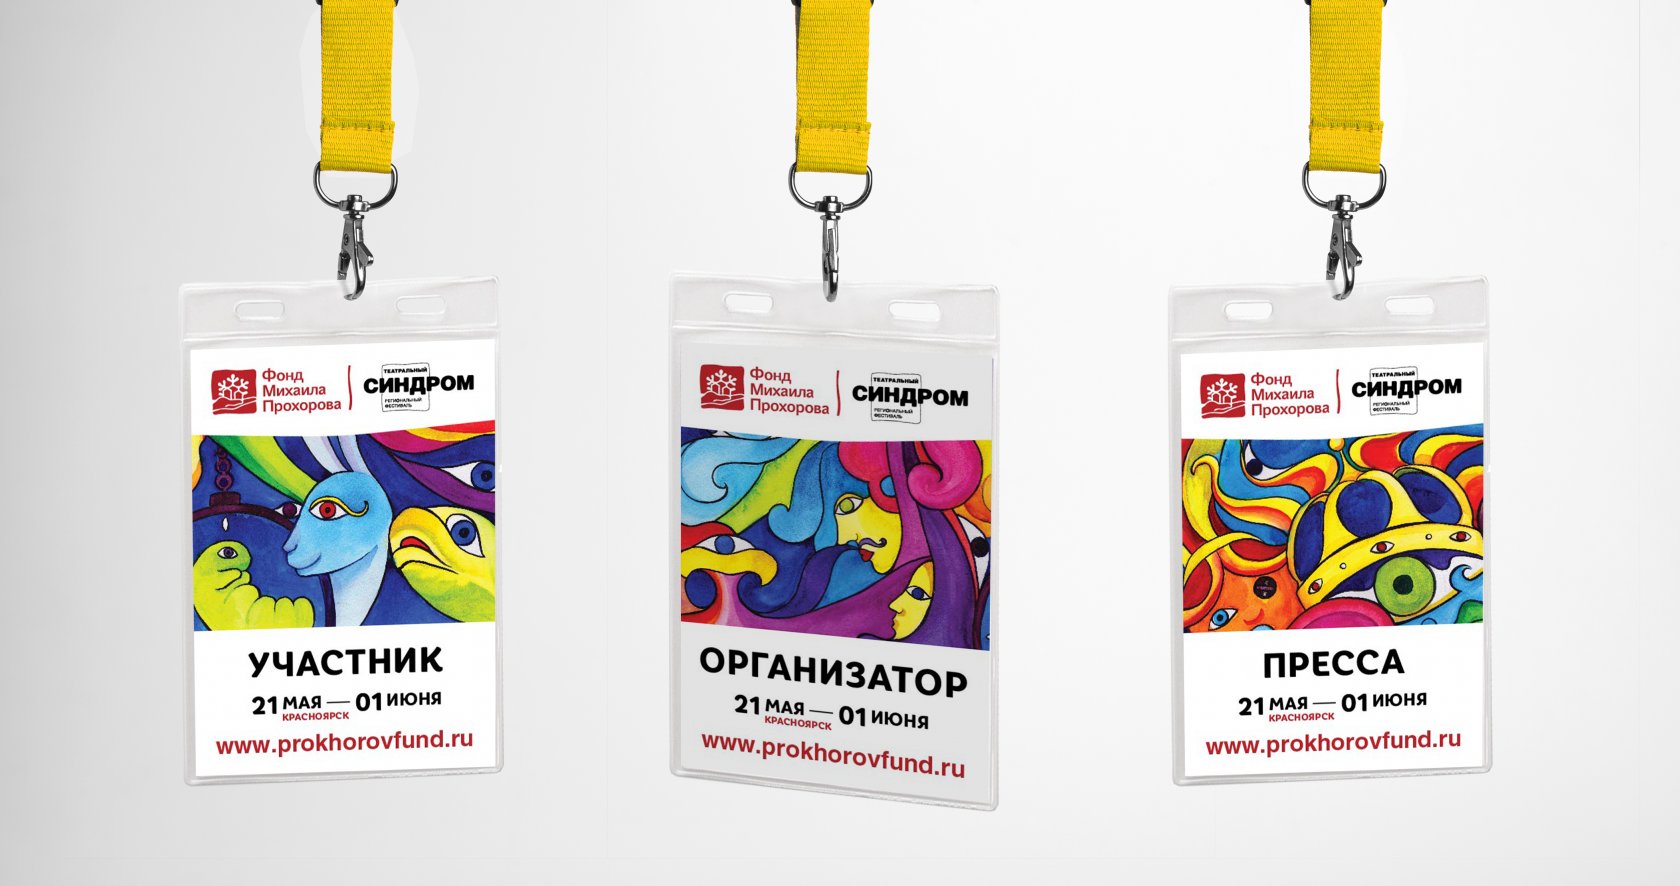 Фонд
Михаила
Прохорова
ТЕАТРАЛЬНЫЙ
СИНДРОМ
РЕГИОНАЛЬНЫЙ
ФЕСТИВАЛЬ
УЧАСТНИК
21 МАЯ — 01 ИЮНЯ
КРАСНОЯРСК
www.prokhorovfund.ru
Фонд
Михаила
Прохорова
ТЕАТРАЛЬНЫЙ
СИНДРОМ
РЕГИОНАЛЬНЫЙ
ФЕСТИВАЛЬ
ОРГАНИЗАТОР
21 МАЯ — 01 ИЮНЯ
КРАСНОЯРСК
www.prokhorovfund.ru
Фонд
Михаила
Прохорова
ТЕАТРАЛЬНЫЙ
СИНДРОМ
РЕГИОНАЛЬНЫЙ
ФЕСТИВАЛЬ
ПРЕССА
21 МАЯ — 01 ИЮНЯ
КРАСНОЯРСК
www.prokhorovfund.ru